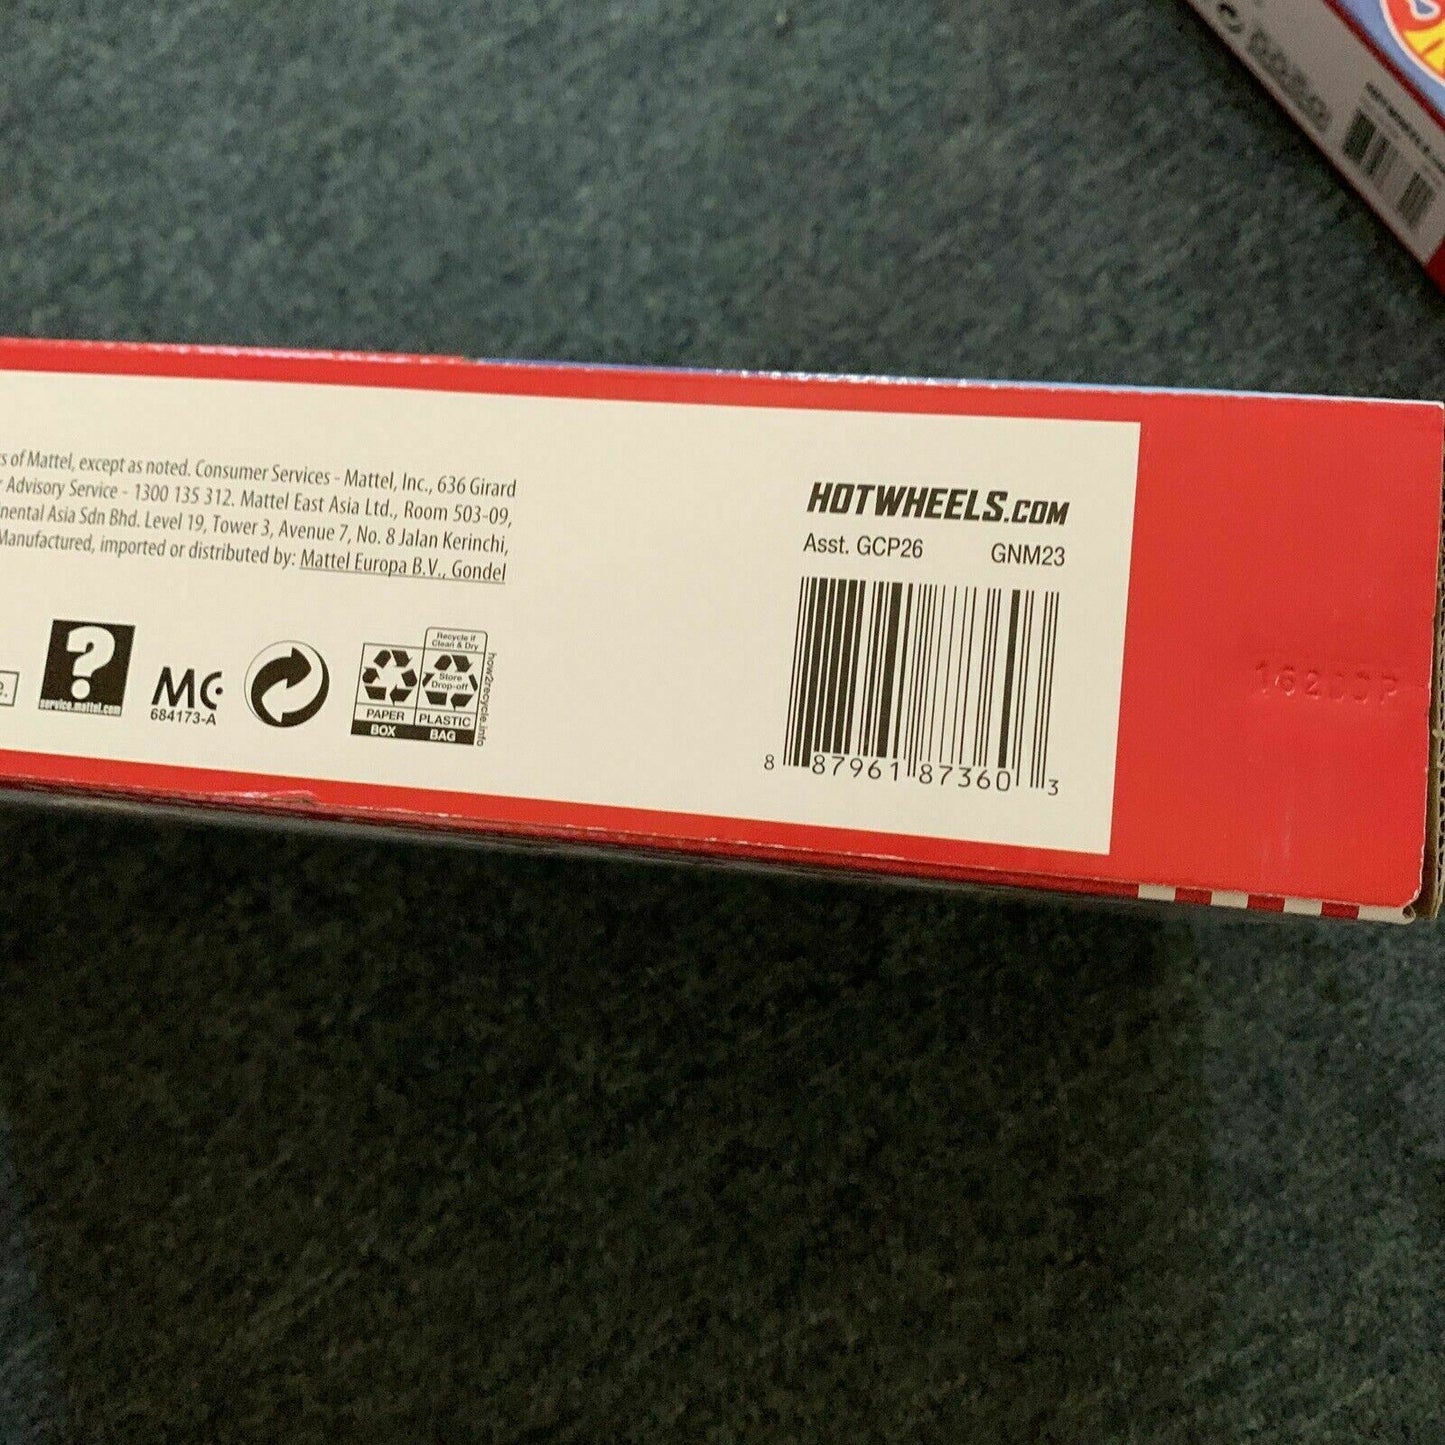 s of Mattel, except as noted. Consumer Services - Mattel, Inc., 636 Girard
Advisory Service - 1300 135 312. Mattel East Asia Ltd., Room 503-09,
nental Asia Sdn Bhd. Level 19, Tower 3, Avenue 7, No. 8 Jalan Kerinchi,
Manufactured, imported or distributed by: Mattel Europa B.V., Gondel
HOTWHEELS.COM
Asst. GCP26 GNM23
8 87961 87360 3
?
service.mattel.com
MC
684173-A
Recycle if
Clean & Dry
Store
Drop-off
PAPER PLASTIC
BOX BAG
how2recycle.info
HOTWHEELS